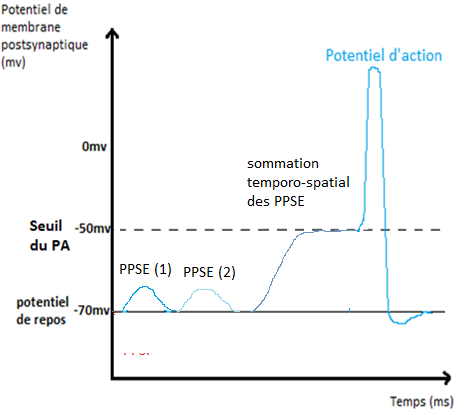 Potentiel de
membrane
postsynaptique
(mv)
Potentiel d'action
0mv
sommation
temporo-spatial
des PPSE
Seuil
du PA
-50mv
PPSE (1)
PPSE (2)
potentiel
de repos
-70mv
Temps (ms)